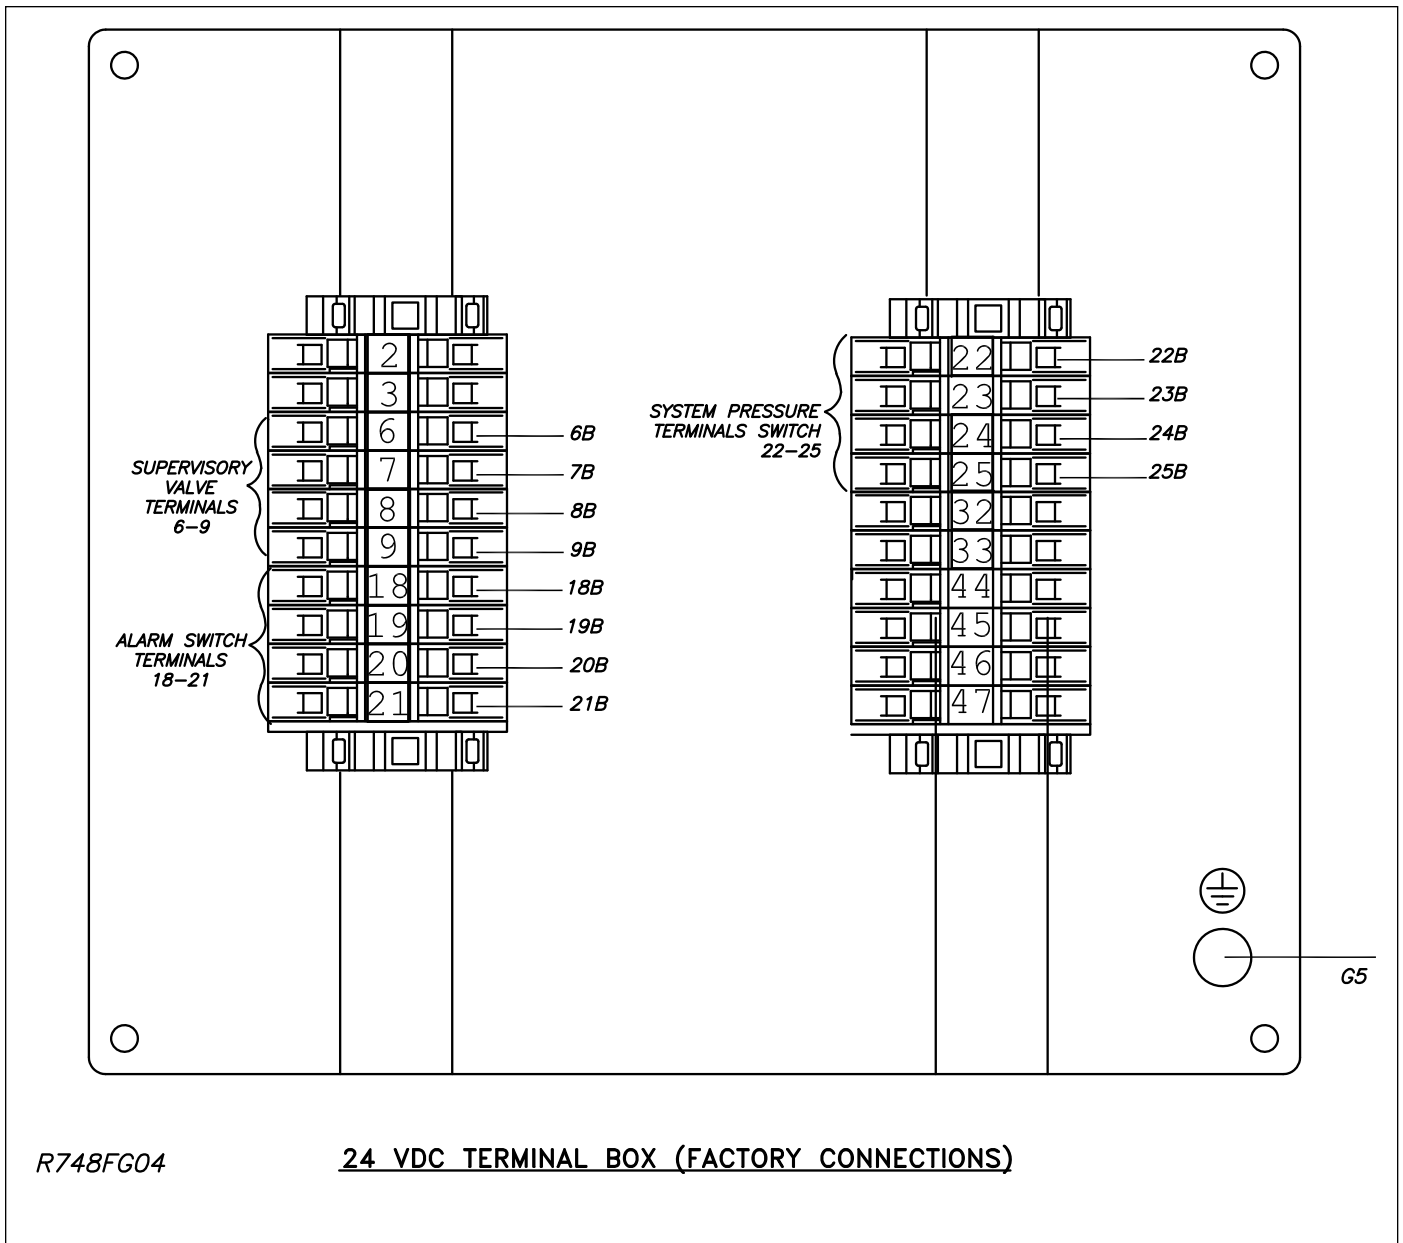 2
3
6
7
8
9
18
19
20
21
6B
7B
8B
9B
18B
19B
20B
21B
SUPERVISORY
VALVE
TERMINALS
6-9
ALARM SWITCH
TERMINALS
18-21
SYSTEM PRESSURE
TERMINALS SWITCH
22-25
22
23
24
25
32
33
44
45
46
47
22B
23B
24B
25B
G5
R748FG04
24 VDC TERMINAL BOX (FACTORY CONNECTIONS)